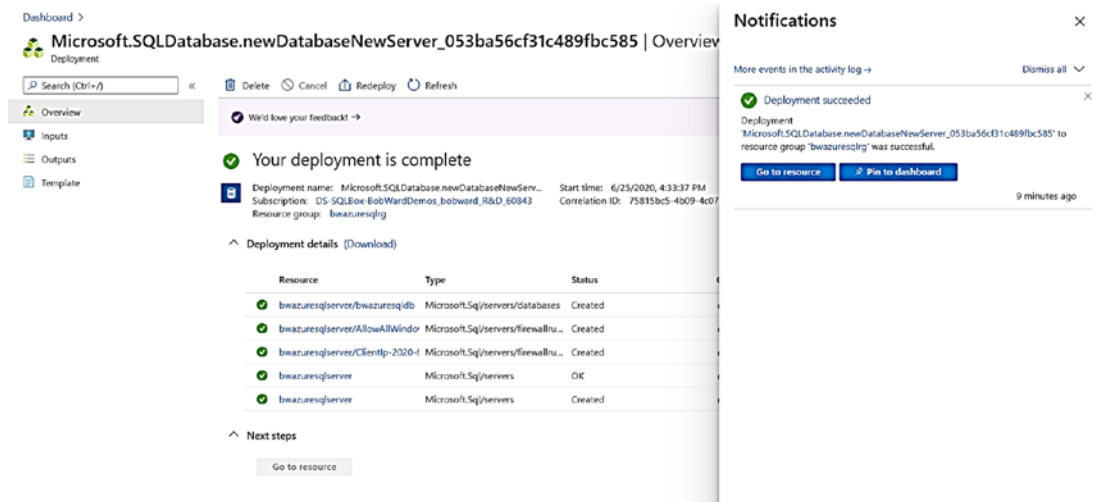 Dashboard >
Microsoft.SQLDatabase.newDatabaseNewServer_053ba56cf31c489fbc585 | Overview
Deployment
Search (Ctrl+/)
«
Overview
Inputs
Outputs
Template
Delete Cancel Redeploy Refresh
We'd love your feedback! →
Your deployment is complete
Deployment name: Microsoft.SQLDatabase.newDatabaseNewServ...
Subscription: DS-SQLBox-BobWardDemos_bobward_R&D_60843
Resource group: bwazuresqlrg
Start time: 6/25/2020, 4:33:37 PM
Correlation ID: 75815bc5-4b09-4c07
Deployment details (Download)
Resource Type Status
bwazuresqlserver/bwazuresqldb Microsoft.Sql/servers/databases Created
bwazuresqlserver/AllowAllWindov Microsoft.Sql/servers/firewallru... Created
bwazuresqlserver/ClientIp-2020-6 Microsoft.Sql/servers/firewallru... Created
bwazuresqlserver Microsoft.Sql/servers OK
bwazuresqlserver Microsoft.Sql/servers Created
Next steps
Go to resource
Notifications
More events in the activity log →
Dismiss all
Deployment succeeded
Deployment
'Microsoft.SQLDatabase.newDatabaseNewServer_053ba56cf31c489fbc585' to
resource group 'bwazuresqlrg' was successful.
Go to resource
Pin to dashboard
9 minutes ago